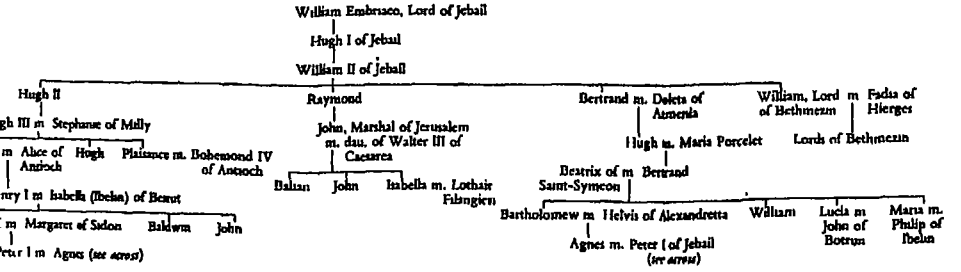 William Embriaco, Lord of Jebail
Hugh I of Jebail
William II of Jebail
Hugh II
Raymond
Bertrand m. Deleta of
Armenia
William, Lord m Fadia of
of Bethmezin Hierges
gh III m Stephanie of Milly
John, Marshal of Jerusalem
m. dau. of Walter III of
Caesarea
Hugh m. Maria Porcelet
Lords of Bethmezin
m Alice of
Antioch
Hugh
Plaisance m. Bohemond IV
of Antioch
Balian
John
Isabella m. Lothair
Filangieri
Beatrix of m Bertrand
Saint-Symeon
nry I m Isabella (Ibelin) of Beirut
I m Margaret of Sidon
Baldwin
John
Bartholomew m Helvis of Alexandretta
William
Lucia m
John of
Botrun
Maria m.
Philip of
Ibelin
Peter I m Agnes (see across)
Agnes m. Peter I of Jebail
(see across)